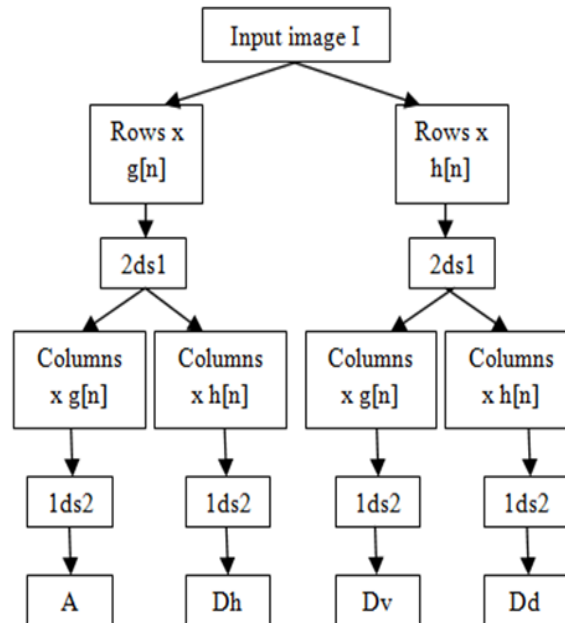 Input image I
Rows x
g[n]
Rows x
h[n]
2ds1
2ds1
Columns
x g[n]
Columns
x h[n]
Columns
x g[n]
Columns
x h[n]
1ds2
1ds2
1ds2
1ds2
A
Dh
Dv
Dd